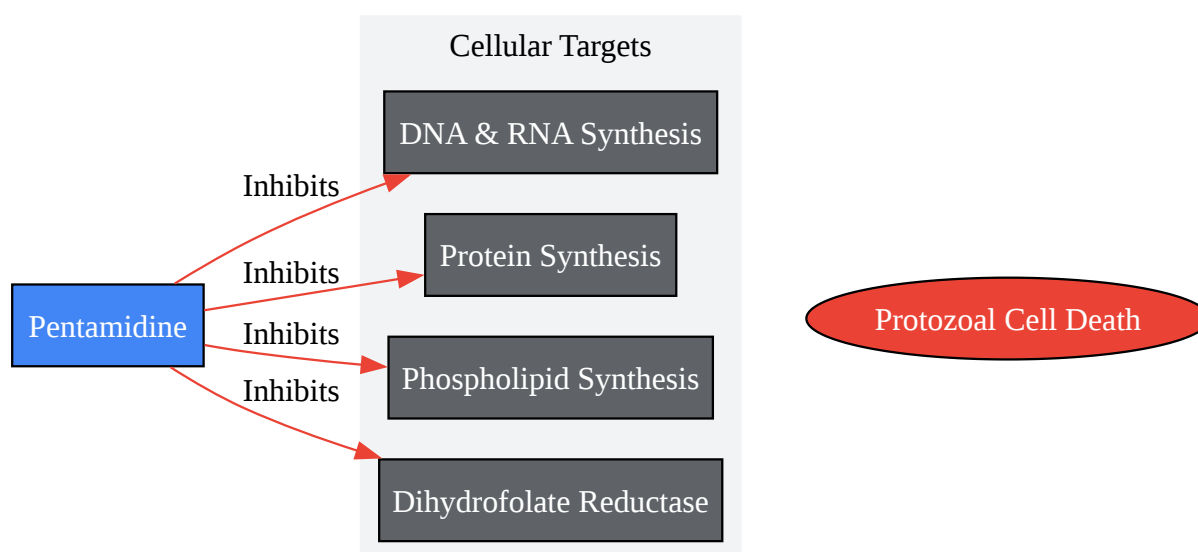 Cellular Targets
DNA & RNA Synthesis
Inhibits
Protein Synthesis
Inhibits
Pentamidine
Protozoal Cell Death
Inhibits
Phospholipid Synthesis
Inhibits
Dihydrofolate Reductase